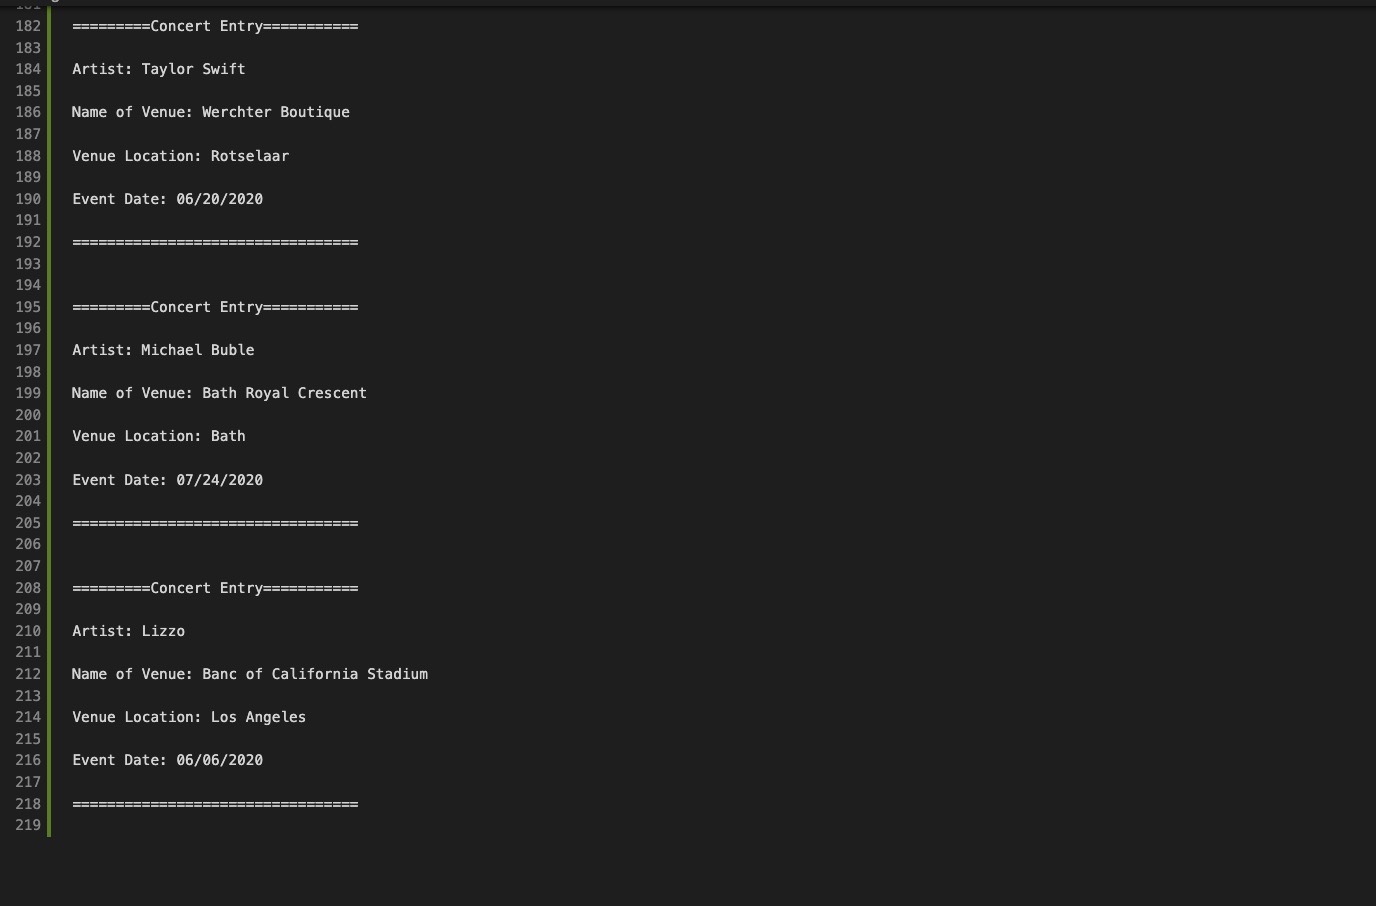 182 =========Concert Entry===========
183
184 Artist: Taylor Swift
185
186 Name of Venue: Werchter Boutique
187
188 Venue Location: Rotselaar
189
190 Event Date: 06/20/2020
191
192 =================================
193
194
195 =========Concert Entry===========
196
197 Artist: Michael Buble
198
199 Name of Venue: Bath Royal Crescent
200
201 Venue Location: Bath
202
203 Event Date: 07/24/2020
204
205 =================================
206
207
208 =========Concert Entry===========
209
210 Artist: Lizzo
211
212 Name of Venue: Banc of California Stadium
213
214 Venue Location: Los Angeles
215
216 Event Date: 06/06/2020
217
218 =================================
219